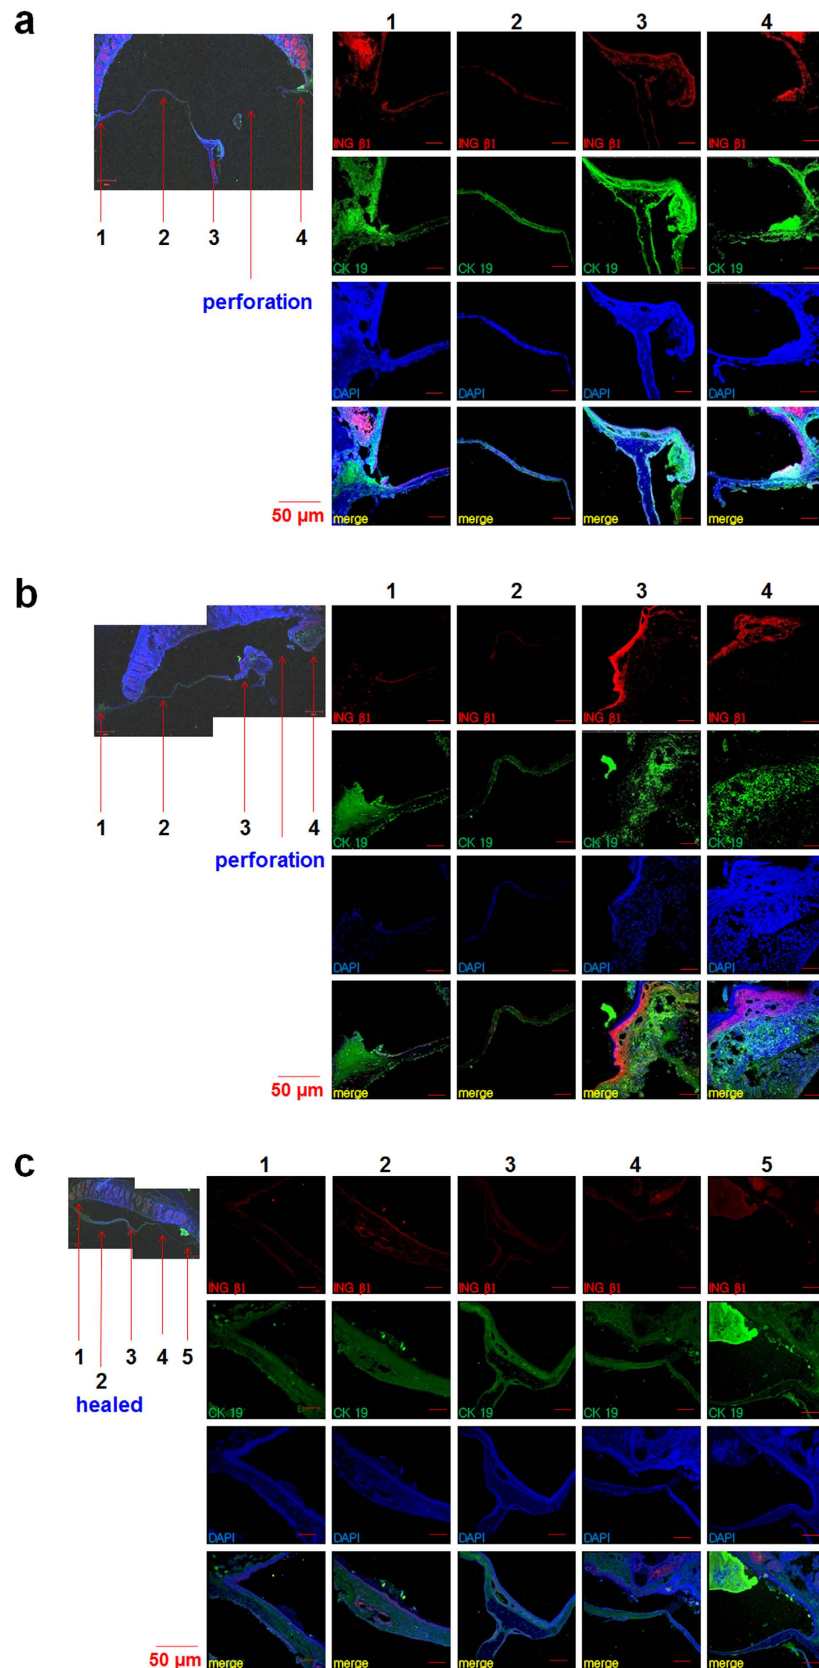 a
1 2 3 4
ING β1 ING β1 ING β1 ING β1
CK 19 CK 19 CK 19 CK 19
1 2 3 4
perforation
DAPI DAPI DAPI DAPI
50 µm
merge merge merge merge
b
1 2 3 4
ING β1 ING β1 ING β1 ING β1
CK 19 CK 19 CK 19 CK 19
1 2 3 4
perforation
DAPI DAPI DAPI DAPI
50 µm
merge merge merge merge
c
1 2 3 4 5
ING β1 ING β1 ING β1 ING β1 ING β1
1 2 3 4 5
healed
CK 19 CK 19 CK 19 CK 19 CK 19
DAPI DAPI DAPI DAPI DAPI
50 µm
merge merge merge merge merge